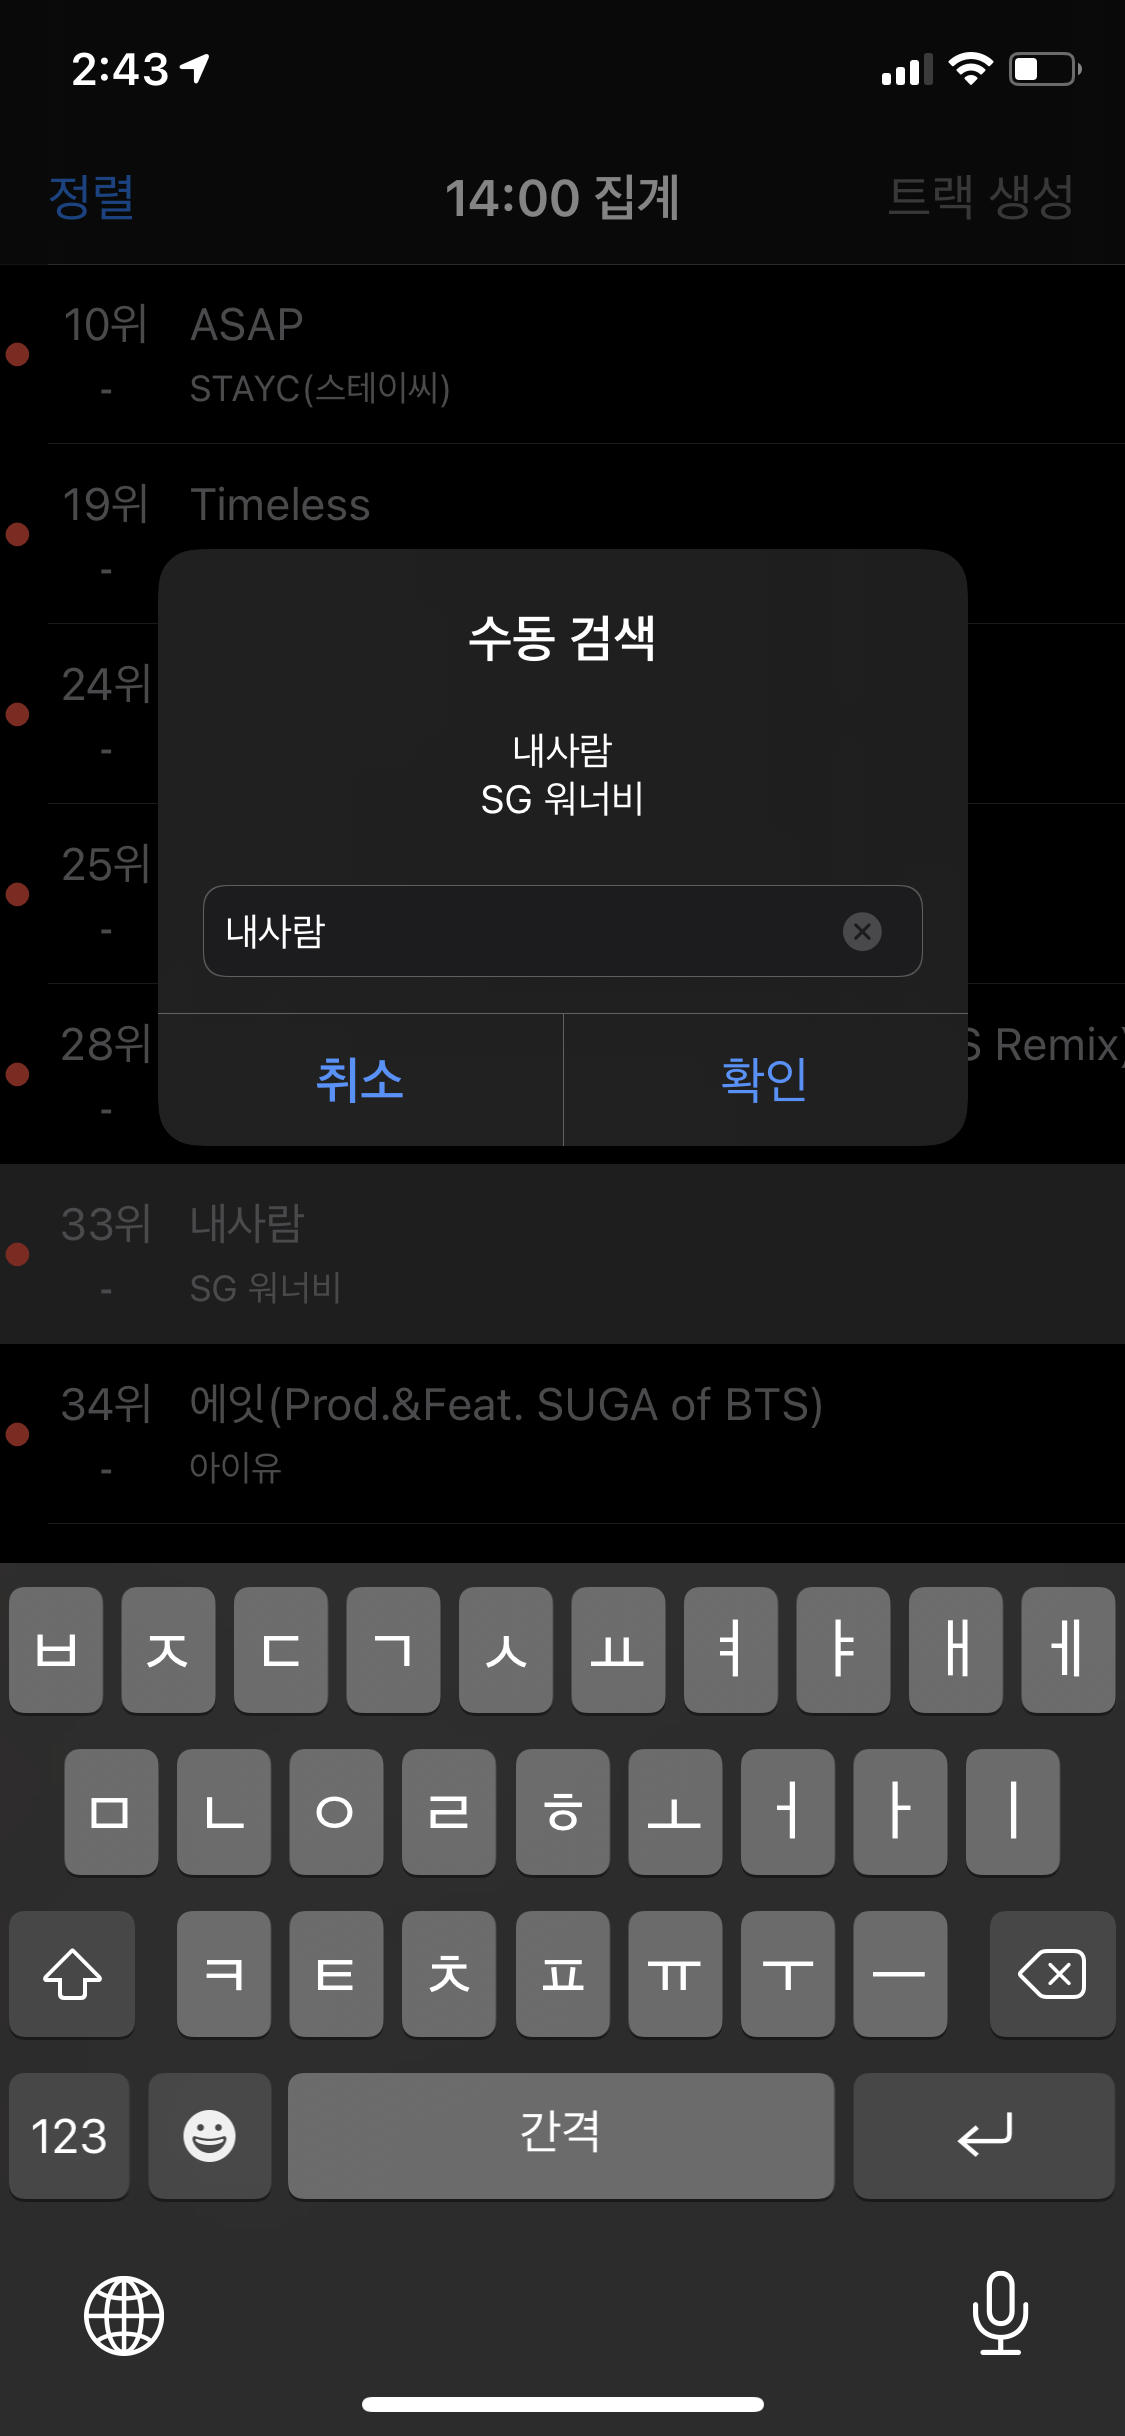 2:43
정렬
14:00 집계
트랙 생성
10위
ASAP
-
STAYC(스테이씨)
19위
Timeless
-
24위
-
25위
-
28위
S Remix)
-
수동 검색
내사람
SG 워너비
내사람
취소
확인
33위
내사람
-
SG 워너비
34위
에잇(Prod.&Feat. SUGA of BTS)
-
아이유
ㅂ ㅈ ㄷ ㄱ ㅅ ㅛ ㅕ ㅑ ㅐ ㅔ
ㅁ ㄴ ㅇ ㄹ ㅎ ㅗ ㅓ ㅏ ㅣ
ㅋ ㅌ ㅊ ㅍ ㅠ ㅜ ㅡ
123
간격